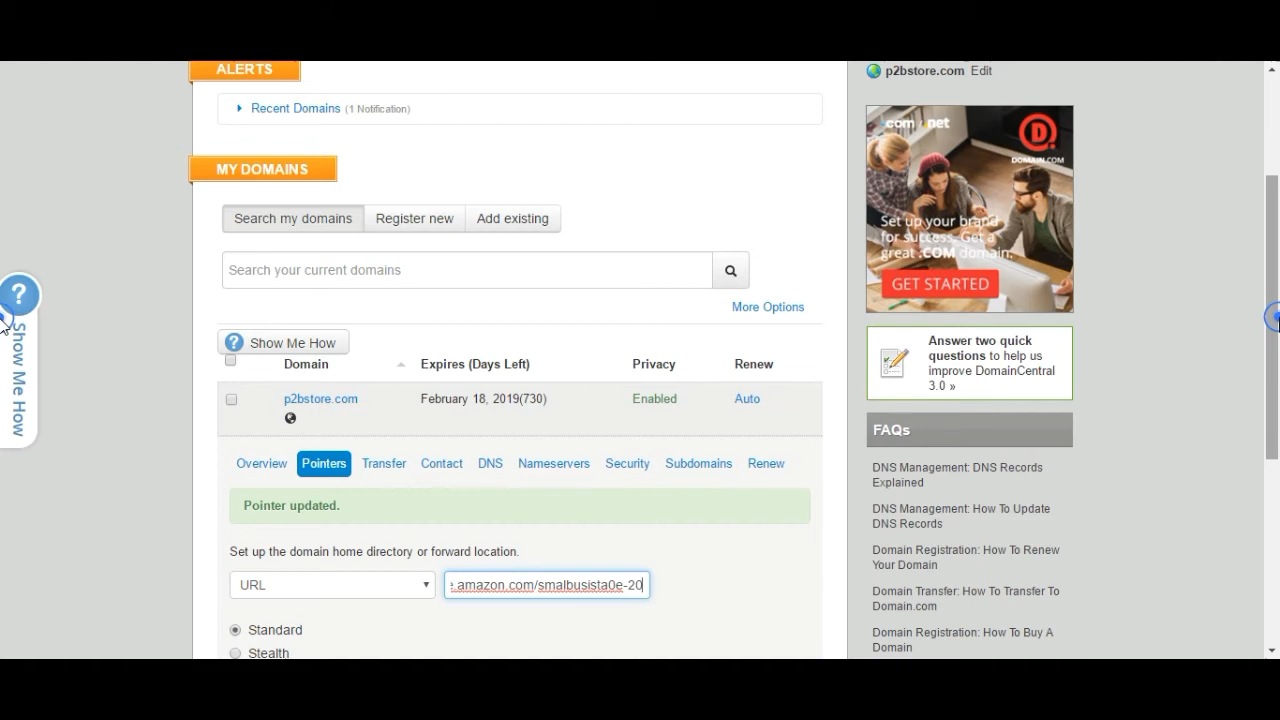 ALERTS
Recent Domains (1 Notification)
MY DOMAINS
Search my domains
Register new
Add existing
Search your current domains
More Options
Show Me How
Domain
Expires (Days Left)
Privacy
Renew
p2bstore.com
February 18, 2019(730)
Enabled
Auto
Overview
Pointers
Transfer
Contact
DNS
Nameservers
Security
Subdomains
Renew
Pointer updated.
Set up the domain home directory or forward location.
URL
.amazon.com/smalbusista0e-20
Standard
Stealth
? Show Me How
p2bstore.com Edit
.com / .net
D.
DOMAIN.COM
Set up your brand
for success. Get a
great .COM domain.
GET STARTED
Answer two quick
questions to help us
improve DomainCentral
3.0 »
FAQs
DNS Management: DNS Records
Explained
DNS Management: How To Update
DNS Records
Domain Registration: How To Renew
Your Domain
Domain Transfer: How To Transfer To
Domain.com
Domain Registration: How To Buy A
Domain